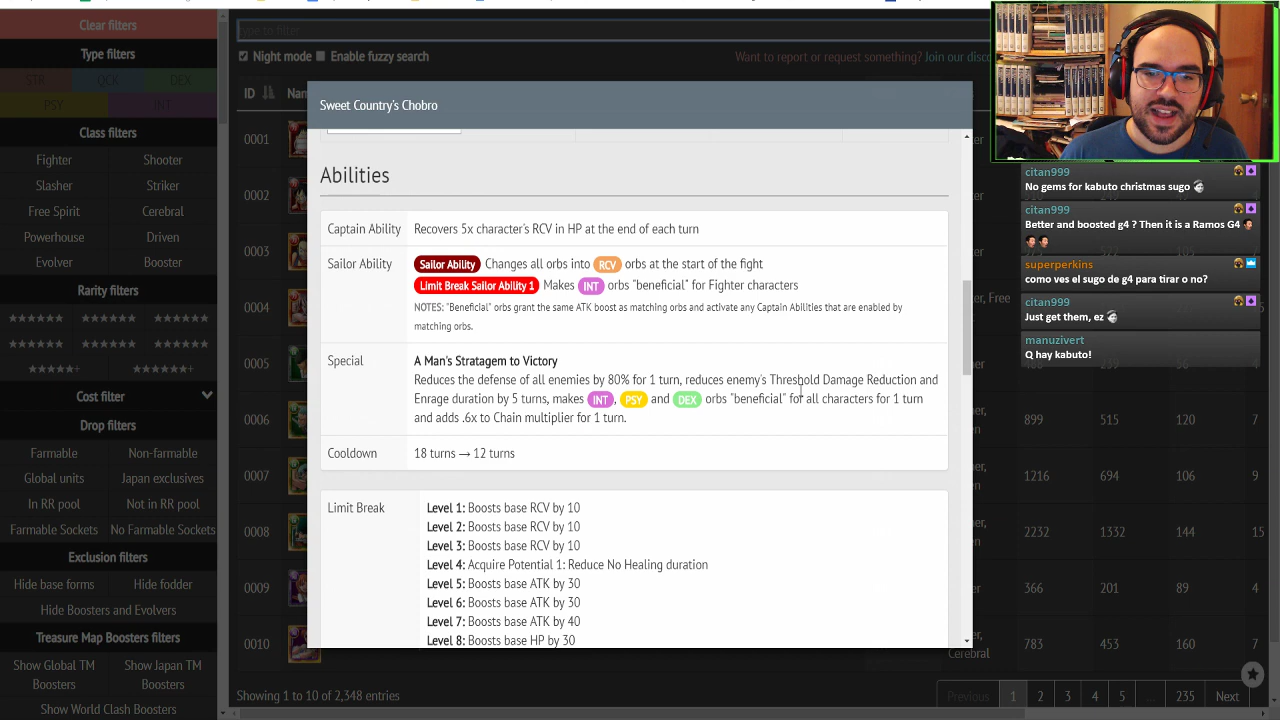 Clear filters
Type filters
STR
QCK
DEX
PSY
INT
Class filters
Fighter
Shooter
Slasher
Striker
Free Spirit
Cerebral
Powerhouse
Driven
Evolver
Booster
Rarity filters
Cost filter
Drop filters
Farmable
Non-farmable
Global units
Japan exclusives
In RR pool
Not in RR pool
Farmable Sockets
No Farmable Sockets
Exclusion filters
Hide base forms
Hide fodder
Hide Boosters and Evolvers
Treasure Map Boosters filters
Show Global TM Boosters
Show Japan TM Boosters
Show World Clash Boosters
Type to filter
Night mode
Enable fuzzy search
Want to report or request something? Join our disco
ID
Nam
0001
0002
0003
0004
0005
0006
0007
0008
0009
0010
Sweet Country's Chobro
Abilities
Captain Ability
Recovers 5x character's RCV in HP at the end of each turn
Sailor Ability
Sailor Ability Changes all orbs into RCV orbs at the start of the fight
Limit Break Sailor Ability 1 Makes INT orbs "beneficial" for Fighter characters
NOTES: "Beneficial" orbs grant the same ATK boost as matching orbs and activate any Captain Abilities that are enabled by
matching orbs.
Special
A Man's Stratagem to Victory
Reduces the defense of all enemies by 80% for 1 turn, reduces enemy's Threshold Damage Reduction and
Enrage duration by 5 turns, makes INT, PSY and DEX orbs "beneficial" for all characters for 1 turn
and adds .6x to Chain multiplier for 1 turn.
Cooldown
18 turns → 12 turns
Limit Break
Level 1: Boosts base RCV by 10
Level 2: Boosts base RCV by 10
Level 3: Boosts base RCV by 10
Level 4: Acquire Potential 1: Reduce No Healing duration
Level 5: Boosts base ATK by 30
Level 6: Boosts base ATK by 30
Level 7: Boosts base ATK by 40
Level 8: Boosts base HP by 30
citan999
No gems for kabuto christmas sugo
citan999
Better and boosted g4 ? Then it is a Ramos G4
superperkins
como ves el sugo de g4 para tirar o no?
citan999
Just get them, ez
manuzivert
Q hay kabuto!
899 515 120 7
1216 694 106 9
2232 1332 144 15
366 201 89 4
783 453 160 7
Cerebral
Showing 1 to 10 of 2,348 entries
Previous 1 2 3 4 5 ... 235 Next